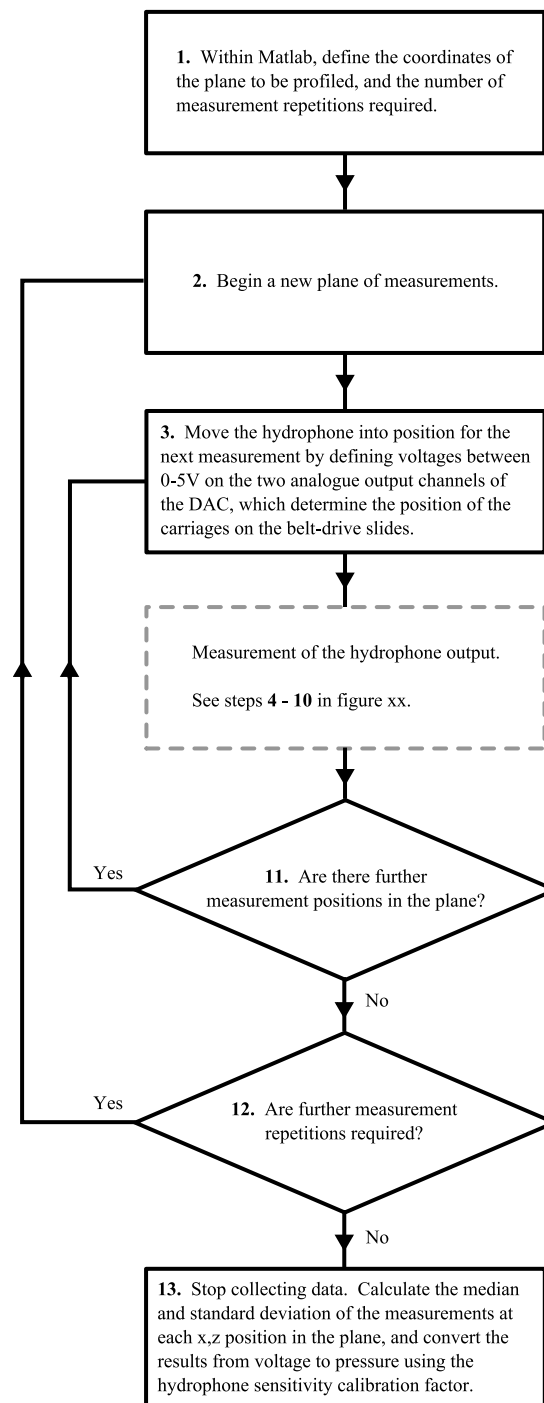 1. Within Matlab, define the coordinates of
the plane to be profiled, and the number of
measurement repetitions required.
2. Begin a new plane of measurements.
3. Move the hydrophone into position for the
next measurement by defining voltages between
0-5V on the two analogue output channels of
the DAC, which determine the position of the
carriages on the belt-drive slides.
Measurement of the hydrophone output.
See steps 4 - 10 in figure xx.
Yes
11. Are there further
measurement positions in the plane?
No
Yes
12. Are further measurement
repetitions required?
No
13. Stop collecting data. Calculate the median
and standard deviation of the measurements at
each x,z position in the plane, and convert the
results from voltage to pressure using the
hydrophone sensitivity calibration factor.